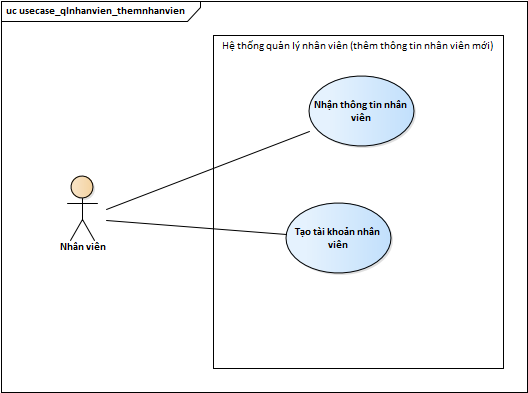 uc usecase_qlnhanvien_themnhanvien
Hệ thống quản lý nhân viên (thêm thông tin nhân viên mới)
Nhận thông tin nhân
viên
Tạo tài khoản nhân
viên
Nhân viên